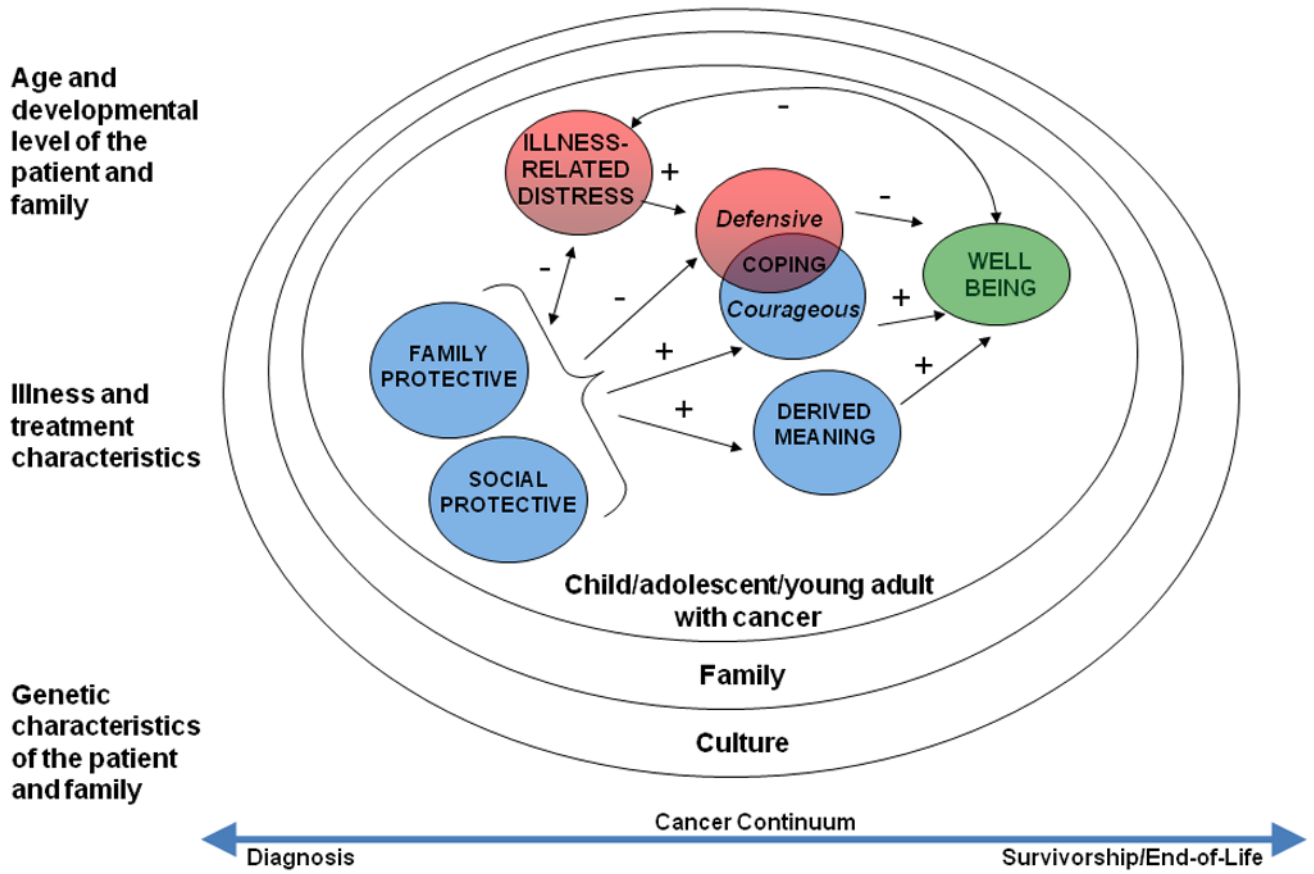 Age and
developmental
level of the
patient and
family
Illness and
treatment
characteristics
Genetic
characteristics
of the patient
and family
-
ILLNESS-
RELATED
DISTRESS
+
Defensive
-
COPING
Courageous
WELL
BEING
-
-
+
+
FAMILY
PROTECTIVE
+
+
DERIVED
MEANING
SOCIAL
PROTECTIVE
Child/adolescent/young adult
with cancer
Family
Culture
Cancer Continuum
Diagnosis
Survivorship/End-of-Life